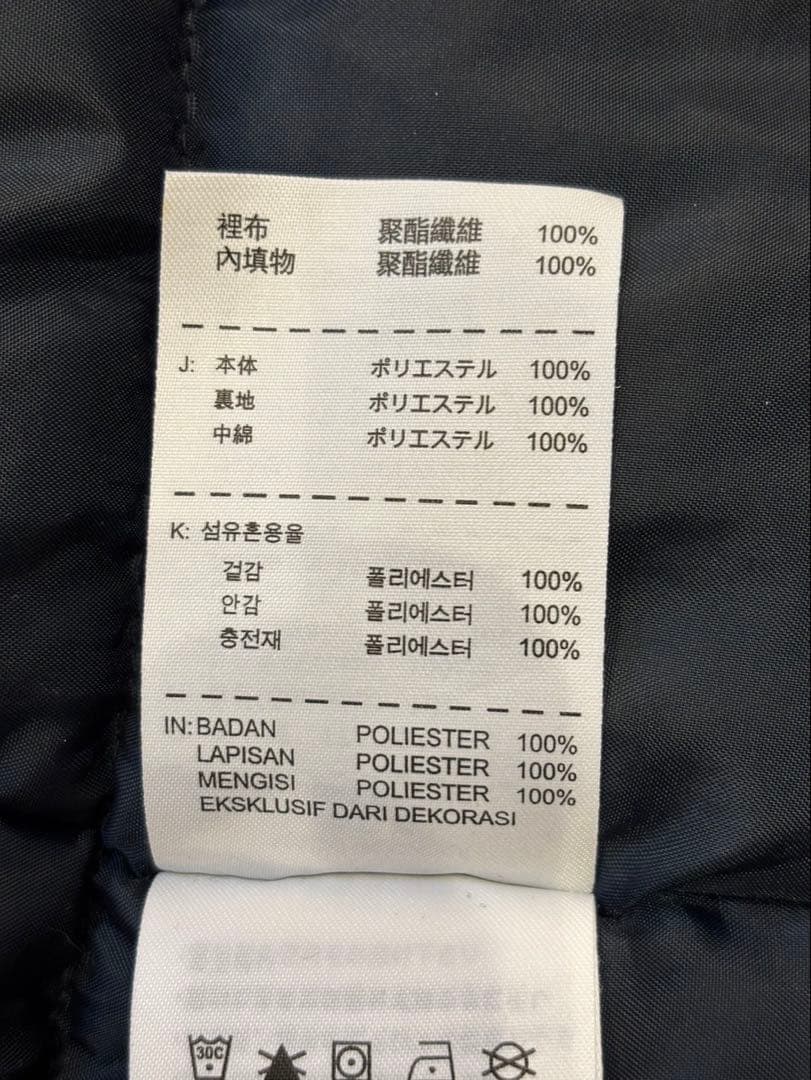 裡布 聚酯纖維 100%
內填物 聚酯纖維 100%
J: 本体 ポリエステル 100%
裏地 ポリエステル 100%
中綿 ポリエステル 100%
K: 섬유혼용율
겉감 폴리에스터 100%
안감 폴리에스터 100%
충전재 폴리에스터 100%
IN: BADAN POLIESTER 100%
LAPISAN POLIESTER 100%
MENGISI POLIESTER 100%
EKSKLUSIF DARI DEKORASI
30C